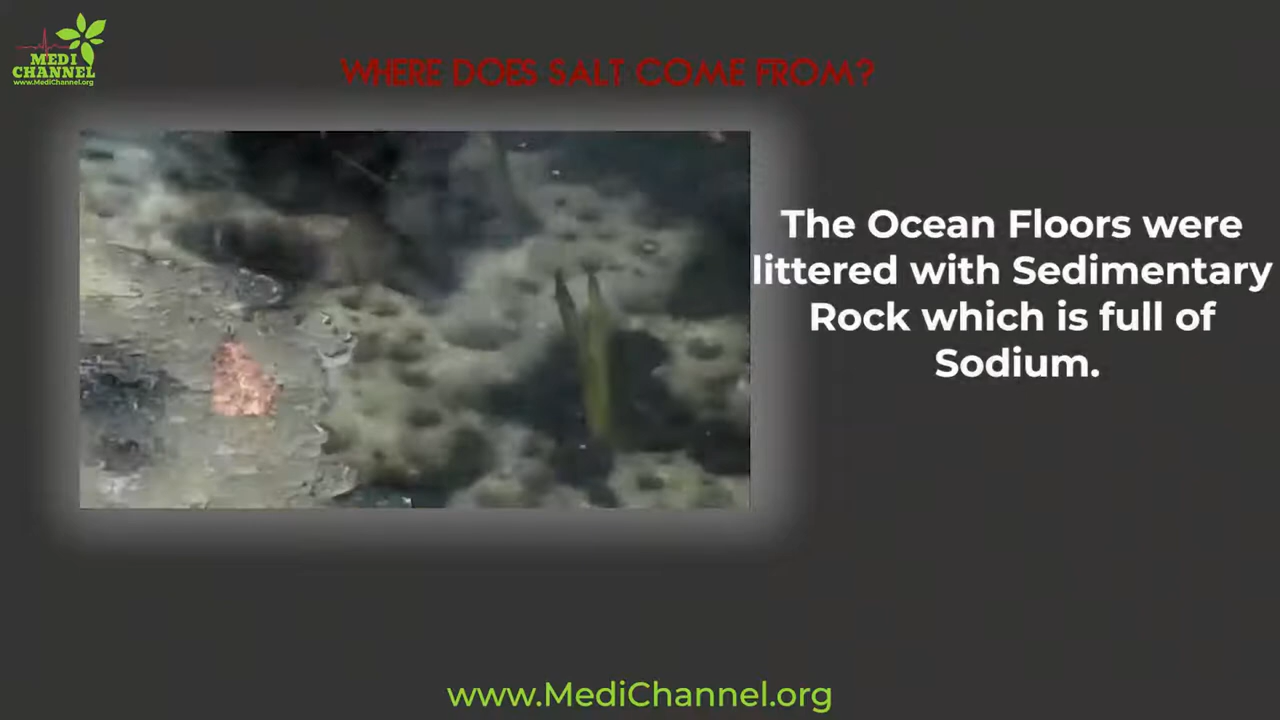 MEDI
CHANNEL
www.MediChannel.org
WHERE DOES SALT COME FROM?
The Ocean Floors were
littered with Sedimentary
Rock which is full of
Sodium.
www.MediChannel.org